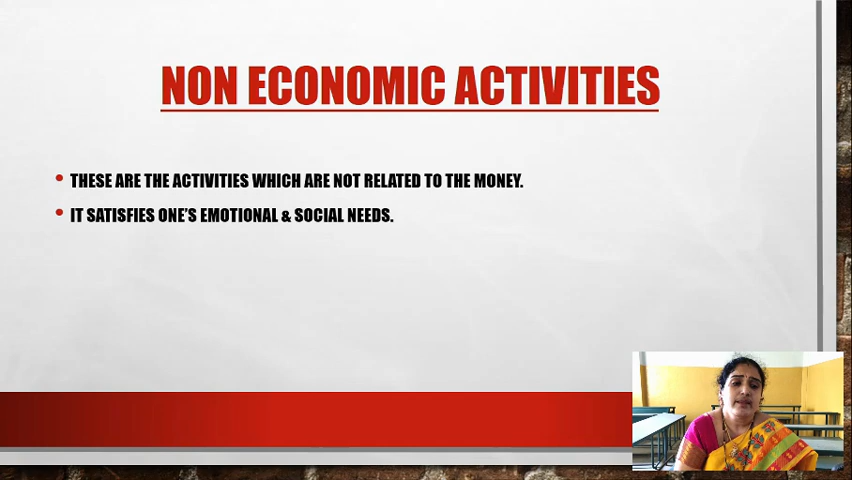 NON ECONOMIC ACTIVITIES
• THESE ARE THE ACTIVITIES WHICH ARE NOT RELATED TO THE MONEY.
• IT SATISFIES ONE'S EMOTIONAL & SOCIAL NEEDS.